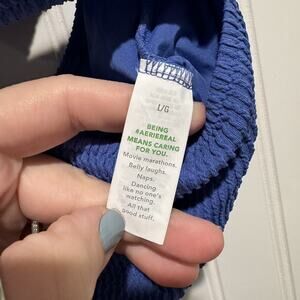 L/G
BEING
#AERIEREAL
MEANS CARING
FOR YOU.
Movie marathons.
Belly laughs.
Naps.
Dancing
like no one's
watching.
All that
good stuff.